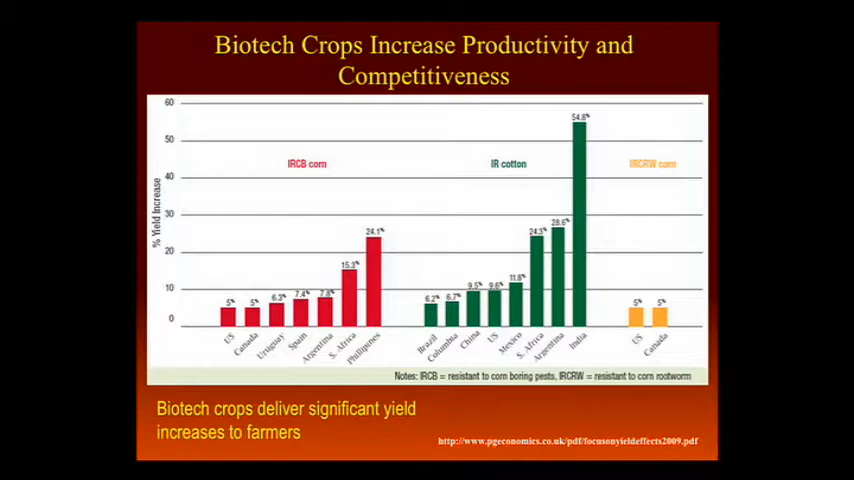 Biotech Crops Increase Productivity and
Competitiveness
60
50
40
30
20
10
0
% Yield Increase
IRCB corn
IR cotton
IRCRW corn
5%
5%
6.3%
7.4%
7.8%
15.3%
24.1%
6.2%
6.7%
9.5%
9.6%
11.8%
24.3%
28.6%
54.8%
5%
5%
US
Canada
Uruguay
Spain
Argentina
S. Africa
Phillipines
Brazil
Columbia
China
US
Mexico
S. Africa
Argentina
India
US
Canada
Notes: IRCB = resistant to corn boring pests, IRCRW = resistant to corn rootworm
Biotech crops deliver significant yield
increases to farmers
http://www.pgeconomics.co.uk/pdf/focusonyieldeffects2009.pdf